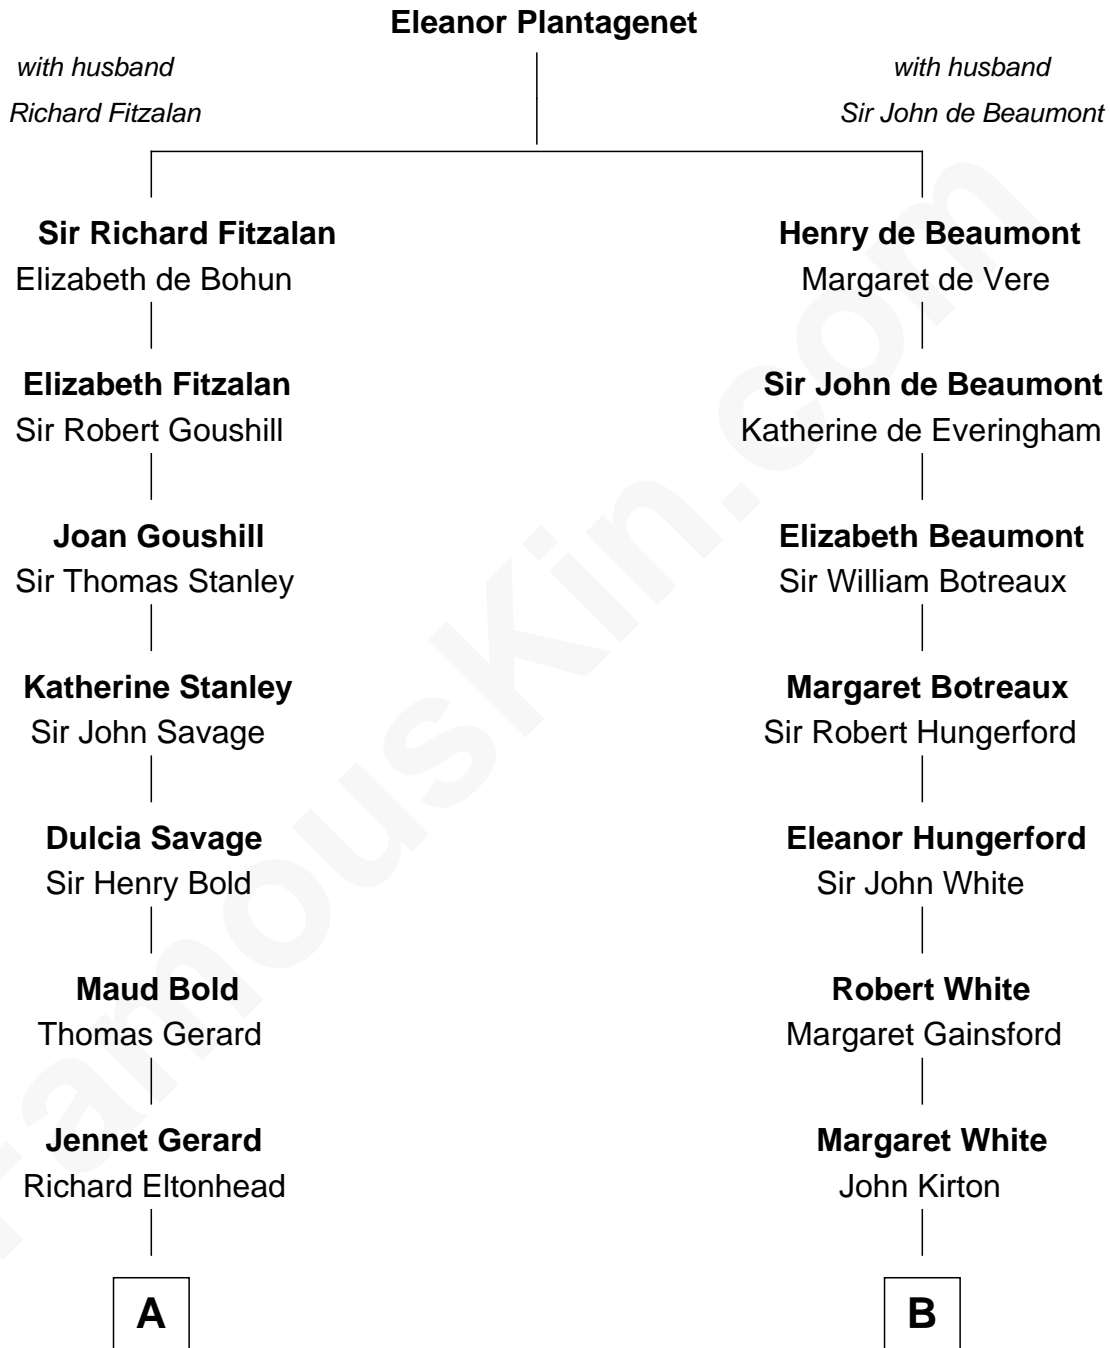 Eleanor Plantagenet
with husband
Richard Fitzalan
with husband
Sir John de Beaumont
Sir Richard Fitzalan
Elizabeth de Bohun
Elizabeth Fitzalan
Sir Robert Goushill
Joan Goushill
Sir Thomas Stanley
Katherine Stanley
Sir John Savage
Dulcia Savage
Sir Henry Bold
Maud Bold
Thomas Gerard
Jennet Gerard
Richard Eltonhead
A
Henry de Beaumont
Margaret de Vere
Sir John de Beaumont
Katherine de Everingham
Elizabeth Beaumont
Sir William Botreaux
Margaret Botreaux
Sir Robert Hungerford
Eleanor Hungerford
Sir John White
Robert White
Margaret Gainsford
Margaret White
John Kirton
B
FamousKin.com